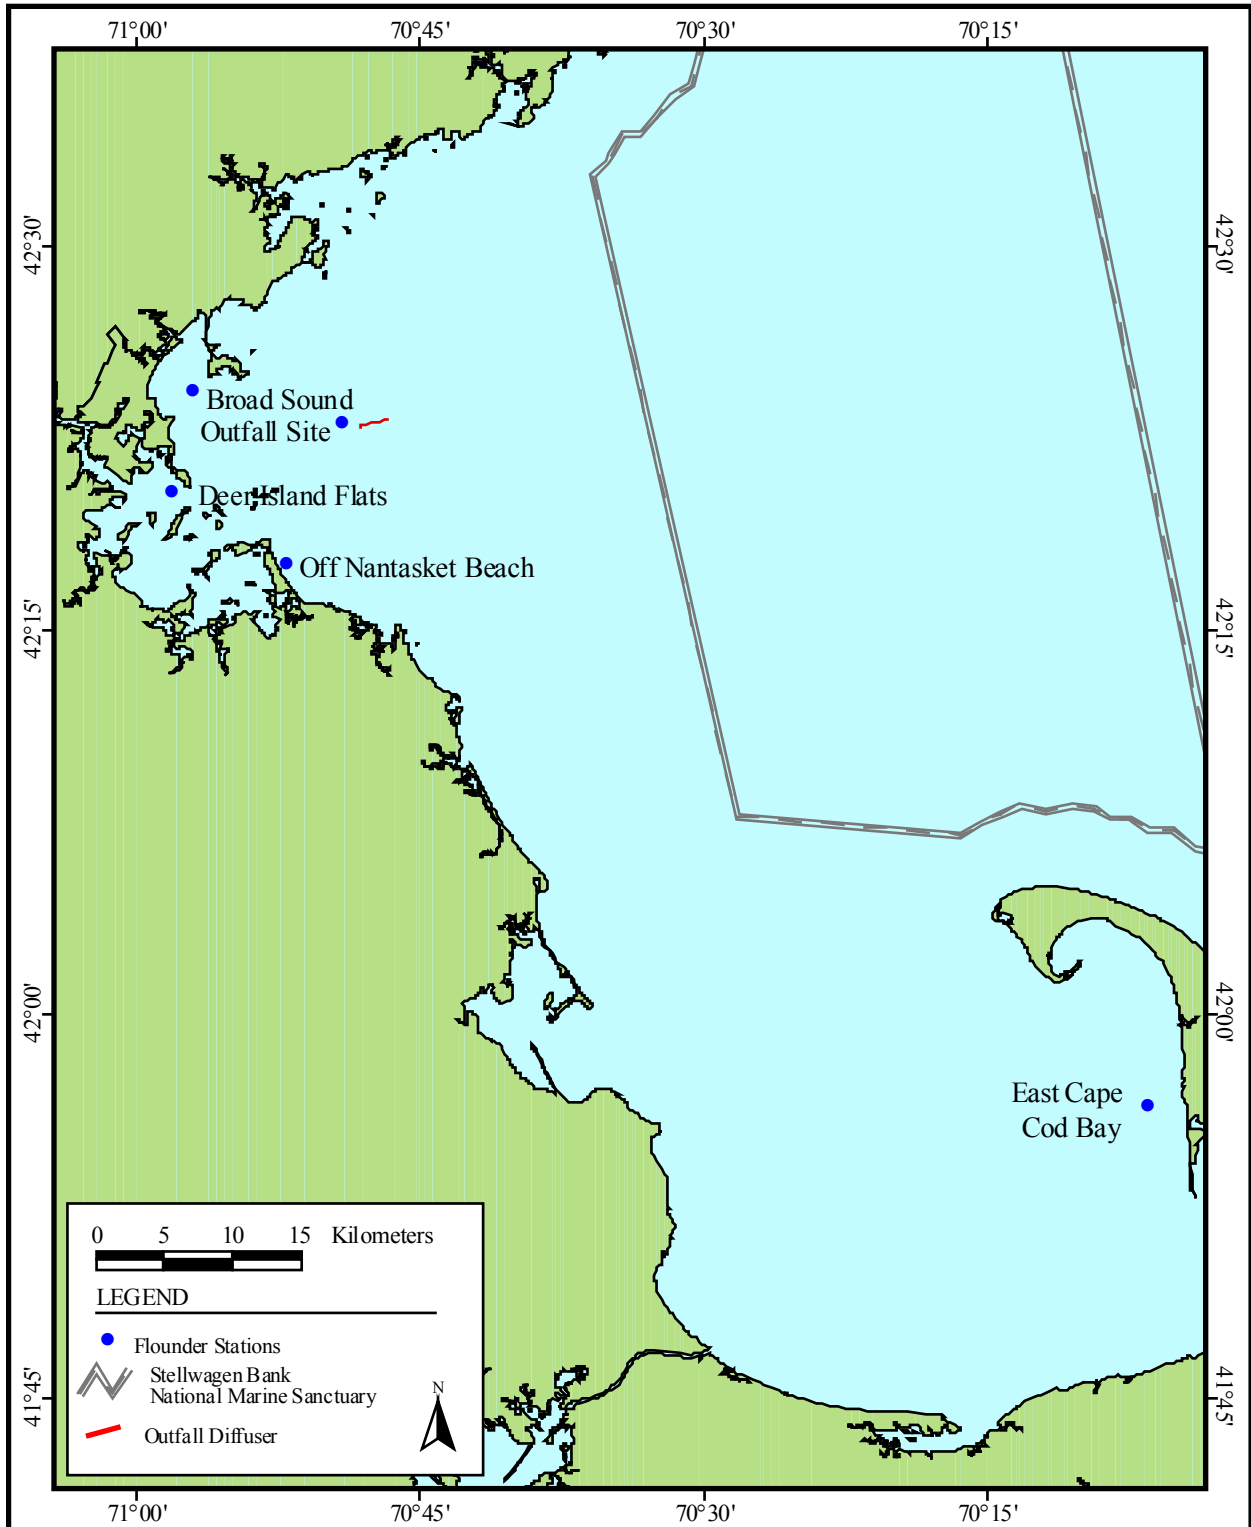 71°00'
70°45'
70°30'
70°15'
42°30'
42°30'
Broad Sound
Outfall Site
Deer Island Flats
Off Nantasket Beach
42°15'
42°15'
42°00'
42°00'
East Cape
Cod Bay
0 5 10 15 Kilometers
LEGEND
Flounder Stations
Stellwagen Bank
National Marine Sanctuary
Outfall Diffuser
N
41°45'
41°45'
71°00'
70°45'
70°30'
70°15'